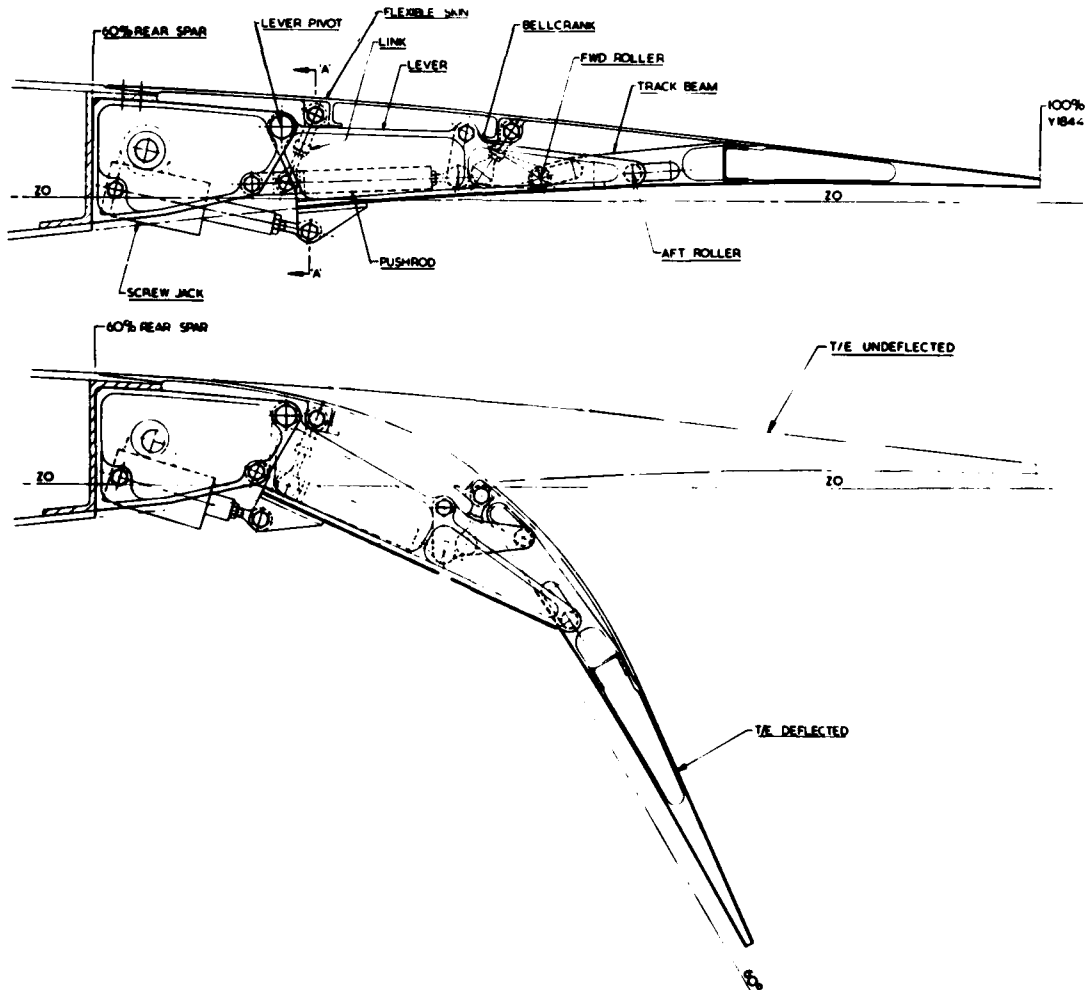 FLEXIBLE SKIN
LEVER PIVOT
BELLCRANK
60% REAR SPAR
LINK
FWD ROLLER
'A'
LEVER
TRACK BEAM
100%
Y1844
ZO
ZO
AFT ROLLER
PUSHROD
'A'
SCREW JACK
60% REAR SPAR
T/E UNDEFLECTED
ZO
ZO
T/E DEFLECTED